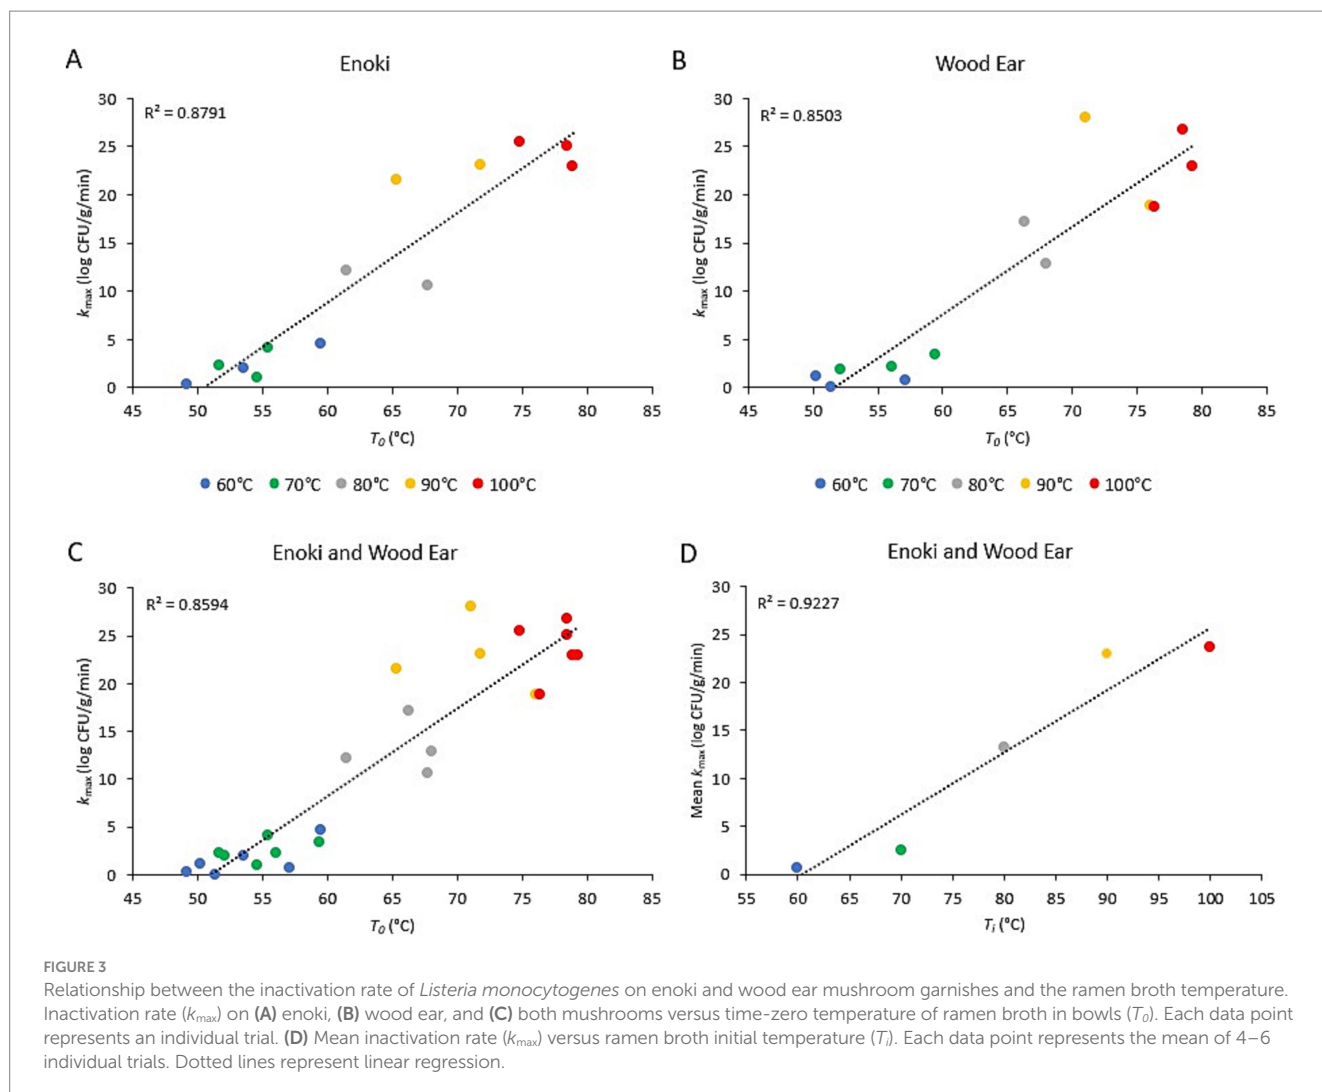 A
Enoki
R² = 0.8791
30
25
20
15
10
5
0
k_max (log CFU/g/min)
45 50 55 60 65 70 75 80 85
T₀ (°C)
60°C 70°C 80°C 90°C 100°C
B
Wood Ear
R² = 0.8503
30
25
20
15
10
5
0
k_max (log CFU/g/min)
45 50 55 60 65 70 75 80 85
T₀ (°C)
60°C 70°C 80°C 90°C 100°C
C
Enoki and Wood Ear
R² = 0.8594
30
25
20
15
10
5
0
k_max (log CFU/g/min)
45 50 55 60 65 70 75 80 85
T₀ (°C)
D
Enoki and Wood Ear
R² = 0.9227
30
25
20
15
10
5
0
Mean k_max (log CFU/g/min)
55 60 65 70 75 80 85 90 95 100 105
Tᵢ (°C)
FIGURE 3
Relationship between the inactivation rate of Listeria monocytogenes on enoki and wood ear mushroom garnishes and the ramen broth temperature.
Inactivation rate (k_max) on (A) enoki, (B) wood ear, and (C) both mushrooms versus time-zero temperature of ramen broth in bowls (T₀). Each data point
represents an individual trial. (D) Mean inactivation rate (k_max) versus ramen broth initial temperature (Tᵢ). Each data point represents the mean of 4–6
individual trials. Dotted lines represent linear regression.